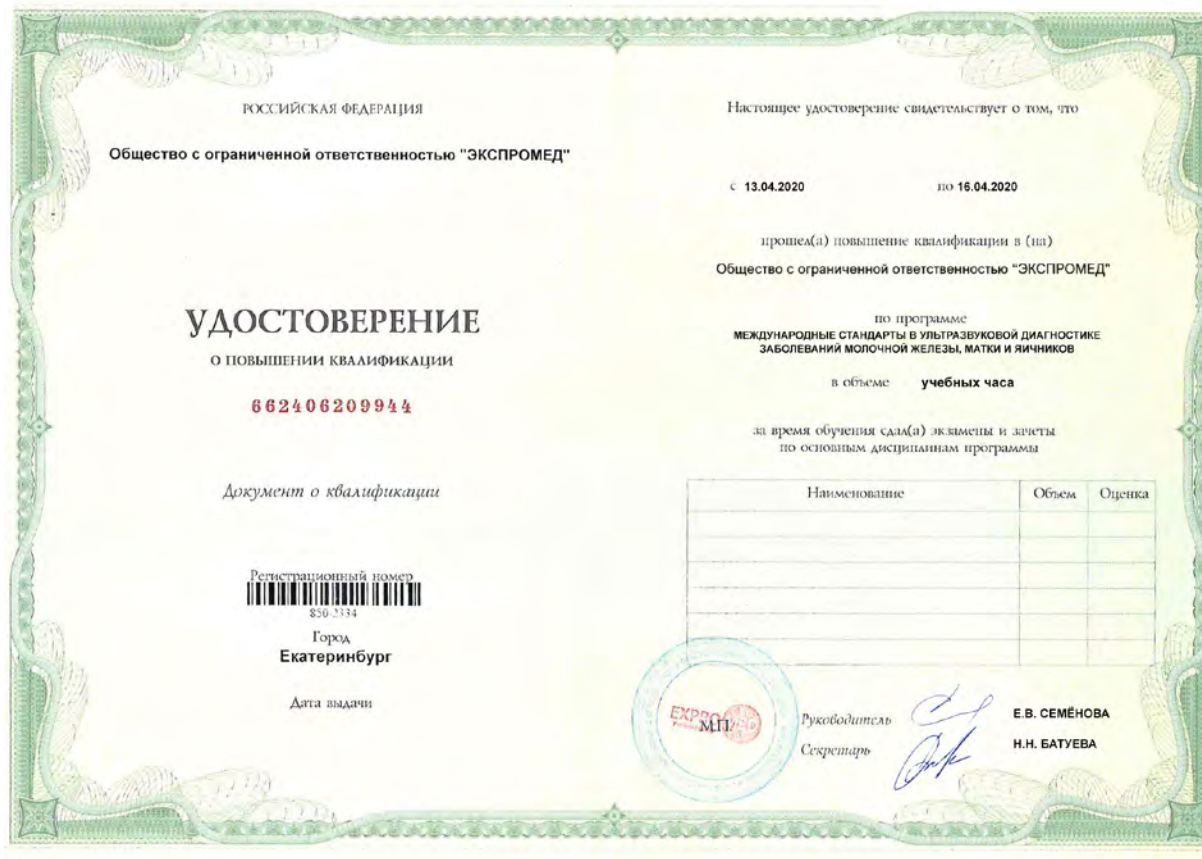 РОССИЙСКАЯ ФЕДЕРАЦИЯ
Общество с ограниченной ответственностью "ЭКСПРОМЕД"
УДОСТОВЕРЕНИЕ
О ПОВЫШЕНИИ КВАЛИФИКАЦИИ
662406209944
Документ о квалификации
Регистрационный номер
850-2334
Город
Екатеринбург
Дата выдачи
Настоящее удостоверение свидетельствует о том, что
с 13.04.2020 по 16.04.2020
прошел(а) повышение квалификации в (на)
Общество с ограниченной ответственностью "ЭКСПРОМЕД"
по программе
МЕЖДУНАРОДНЫЕ СТАНДАРТЫ В УЛЬТРАЗВУКОВОЙ ДИАГНОСТИКЕ
ЗАБОЛЕВАНИЙ МОЛОЧНОЙ ЖЕЛЕЗЫ, МАТКИ И ЯИЧНИКОВ
в объеме учебных часа
за время обучения сдал(а) экзамены и зачеты
по основным дисциплинам программы
Наименование Объем Оценка
М.П.
Руководитель Е.В. СЕМЁНОВА
Секретарь Н.Н. БАТУЕВА